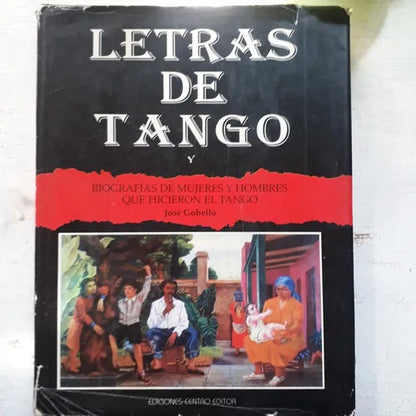 LETRAS
DE
TANGO
Y
BIOGRAFÍAS DE MUJERES Y HOMBRES
QUE HICIERON EL TANGO
José Gobello
EDICIONES CENTRO EDITOR